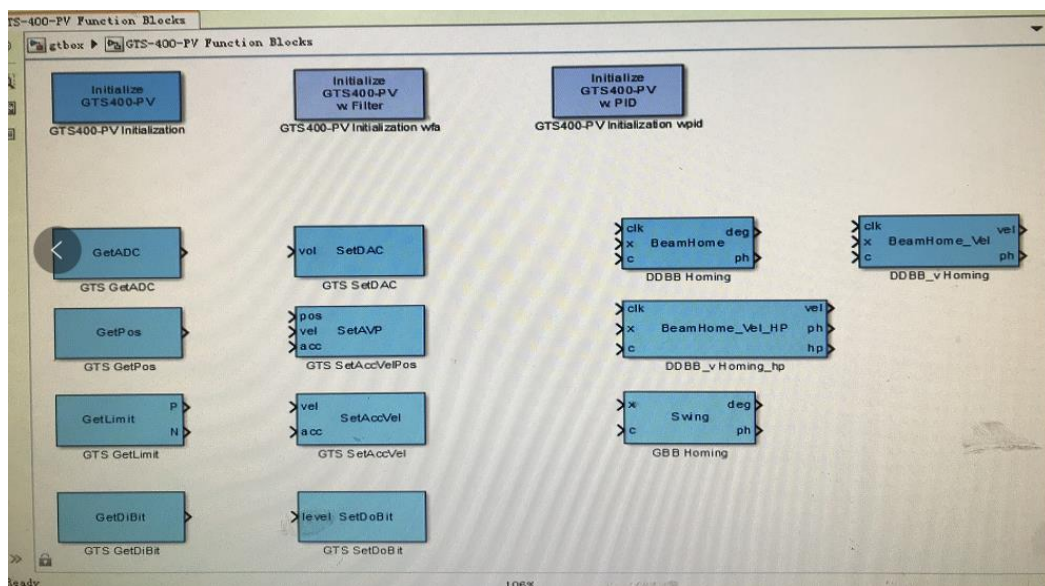 TS-400-PV Function Blocks
gtbox GTS-400-PV Function Blocks
Initialize
GTS400-PV
GTS400-PV Initialization
Initialize
GTS400-PV
w Filter
GTS400-PV Initialization wfa
Initialize
GTS400-PV
w PID
GTS400-PV Initialization wpid
GetADC
GTS GetADC
vol SetDAC
GTS SetDAC
clk deg
x BeamHome
c ph
DDBB Homing
clk vel
x BeamHome_Vel
c ph
DDBB_v Homing
GetPos
GTS GetPos
pos
vel SetAVP
acc
GTS SetAccVelPos
clk vel
x BeamHome_Vel_HP ph
c hp
DDBB_v Homing_hp
GetLimit P
N
GTS GetLimit
vel
SetAccVel
acc
GTS SetAccVel
x deg
Swing
c ph
GBB Homing
GetDiBit
GTS GetDiBit
level SetDoBit
GTS SetDoBit
Ready 106%